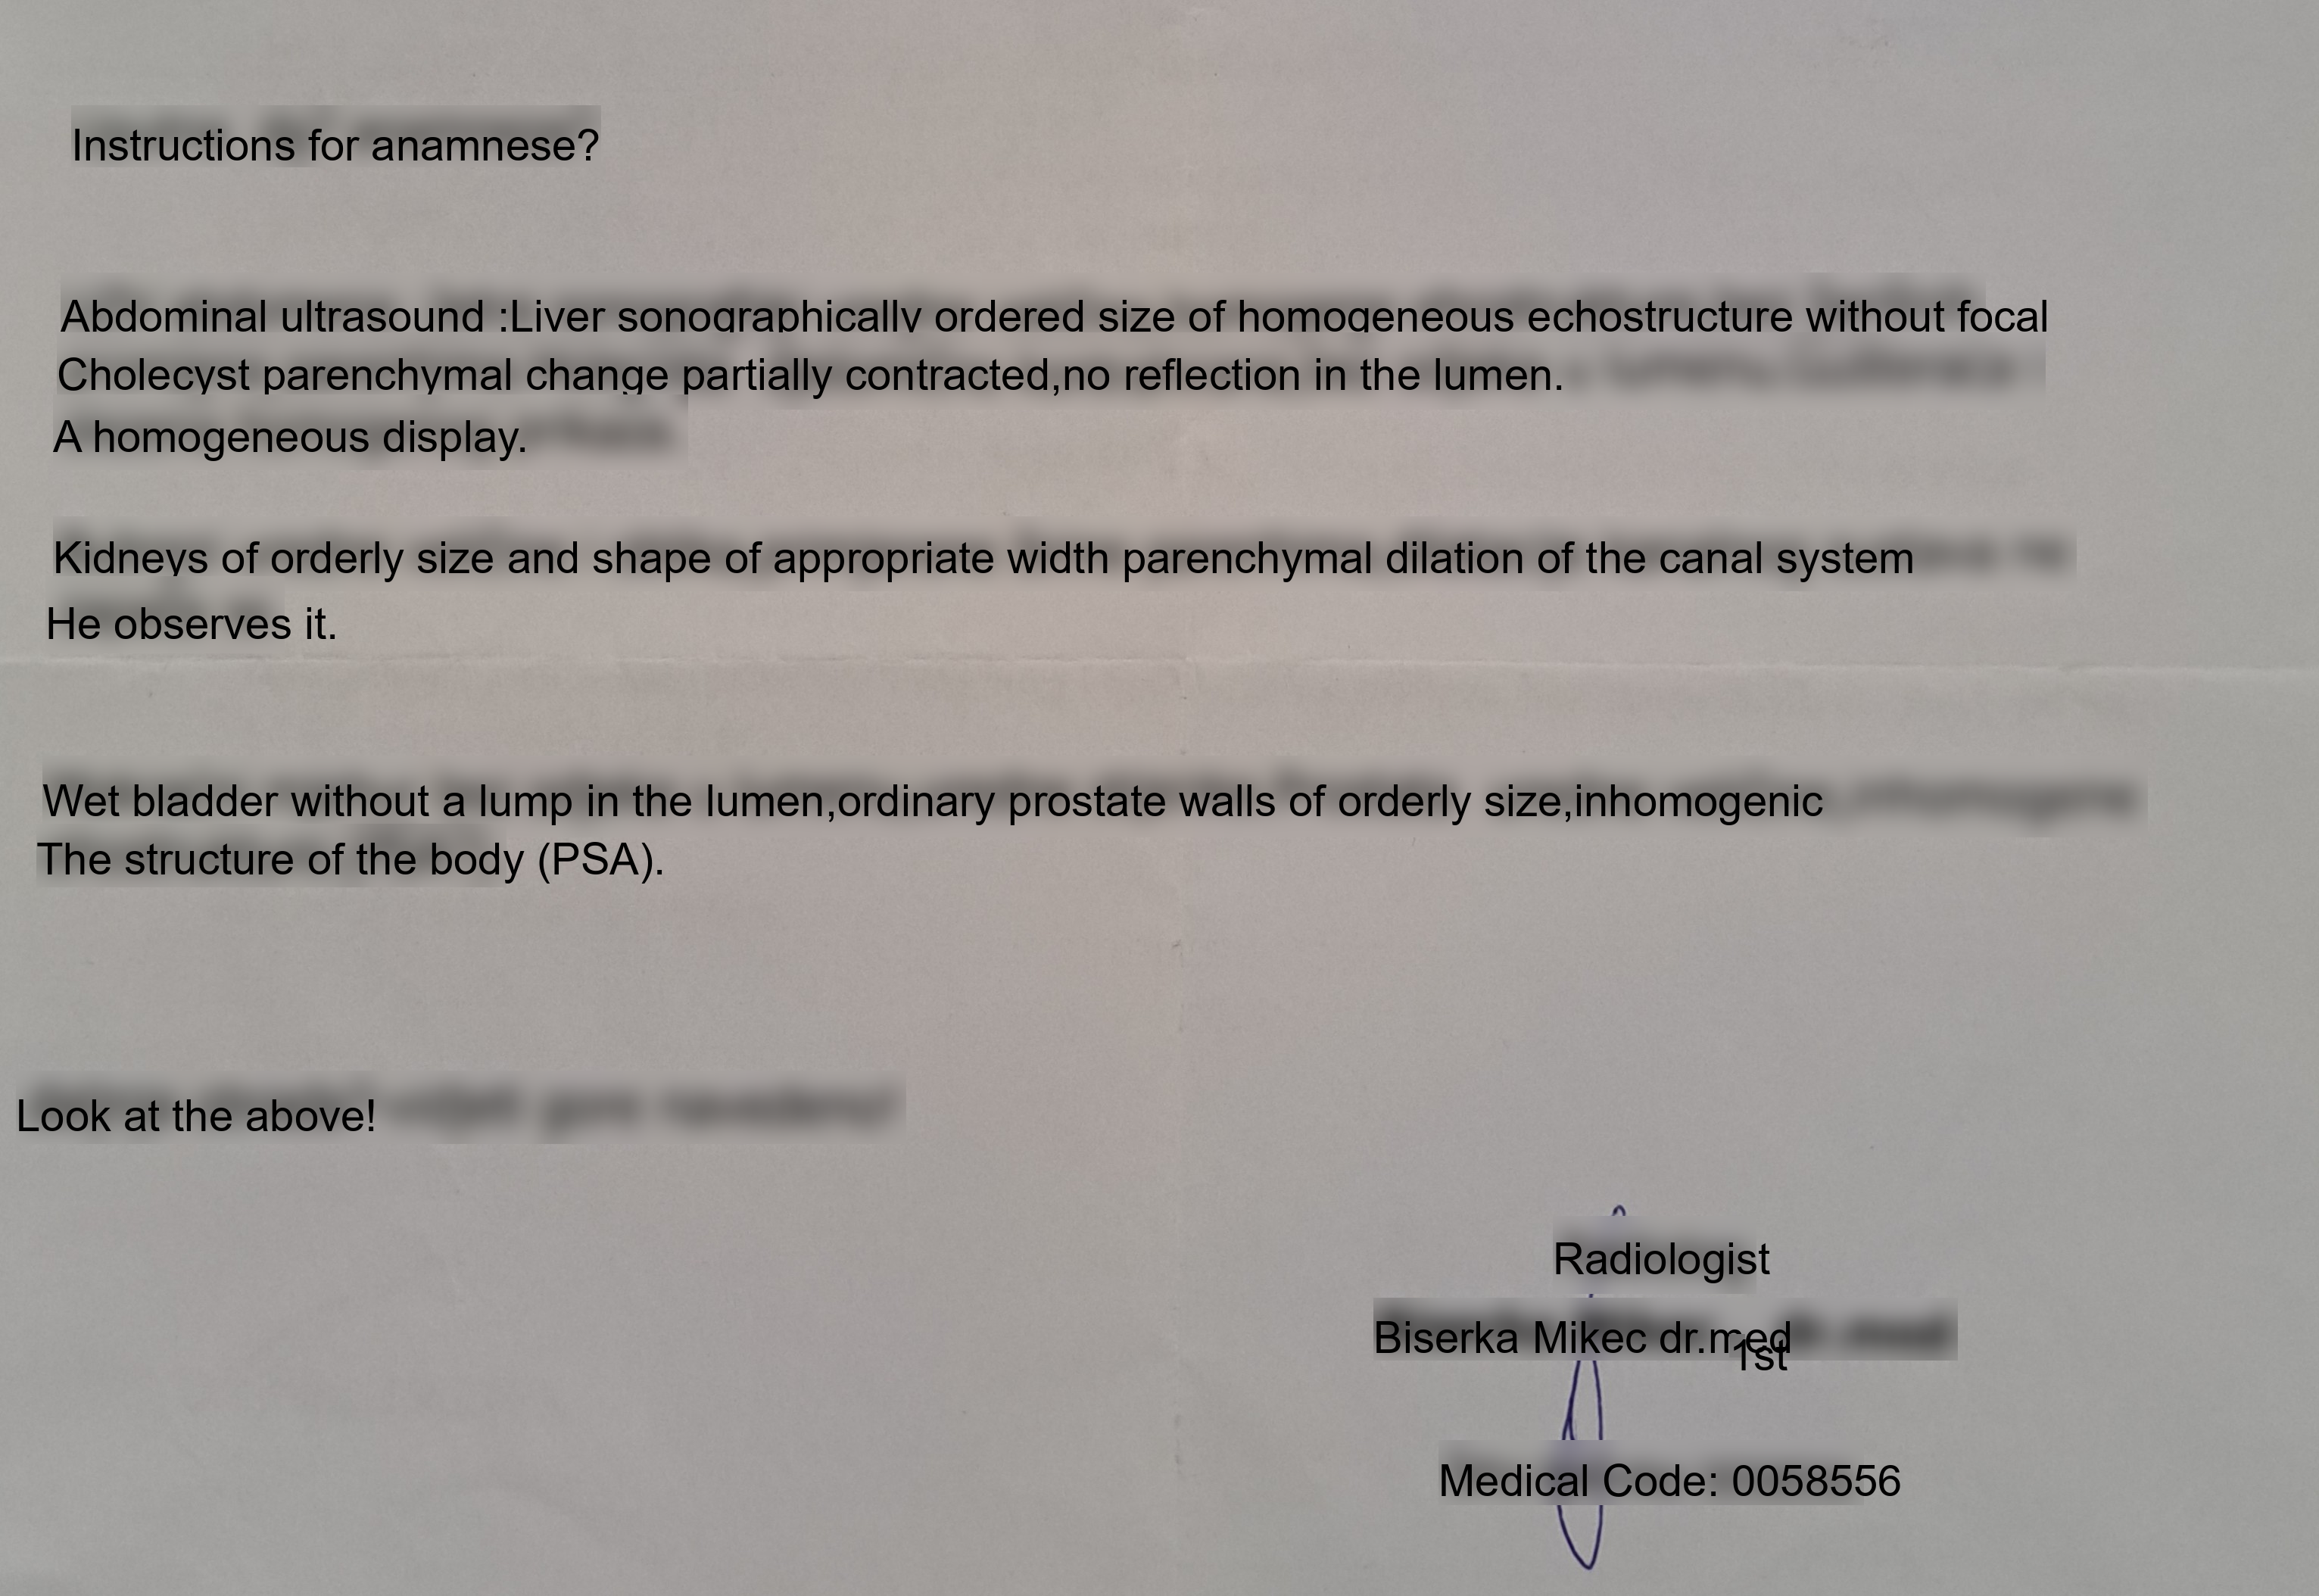 Instructions for anamnese?
Abdominal ultrasound :Liver sonographically ordered size of homogeneous echostructure without focal
Cholecyst parenchymal change partially contracted,no reflection in the lumen.
A homogeneous display.
Kidneys of orderly size and shape of appropriate width parenchymal dilation of the canal system
He observes it.
Wet bladder without a lump in the lumen,ordinary prostate walls of orderly size,inhomogenic
The structure of the body (PSA).
Look at the above!
Radiologist
Biserka Mikec dr.med
1st
Medical Code: 0058556